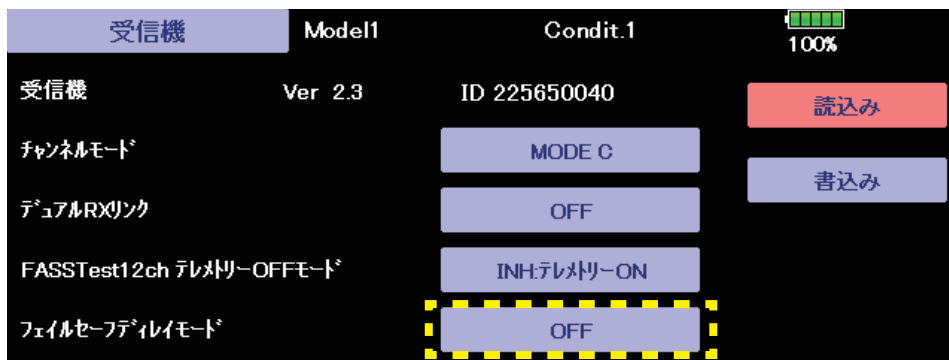 受信機 Model1 Condit.1 100%
受信機 Ver 2.3 ID 225650040 読込み
ﾁｬﾝﾈﾙﾓｰﾄﾞ MODE C
書込み
ﾃﾞｭｱﾙRXﾘﾝｸ OFF
FASSTest12ch ﾃﾚﾒﾄﾘｰOFFﾓｰﾄﾞ INH:ﾃﾚﾒﾄﾘｰON
ﾌｪｲﾙｾｰﾌﾃﾞｨﾚｲﾓｰﾄﾞ OFF